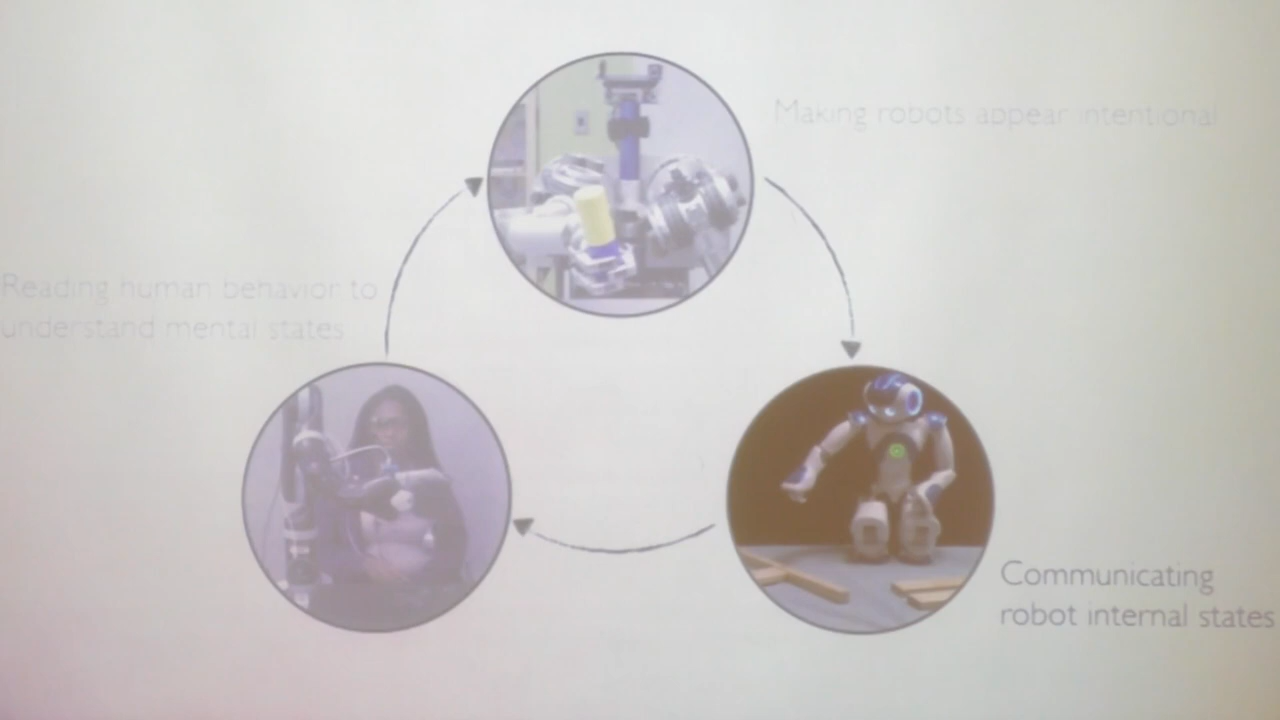 Making robots appear intentional
Reading human behavior to
understand mental states
Communicating
robot internal states